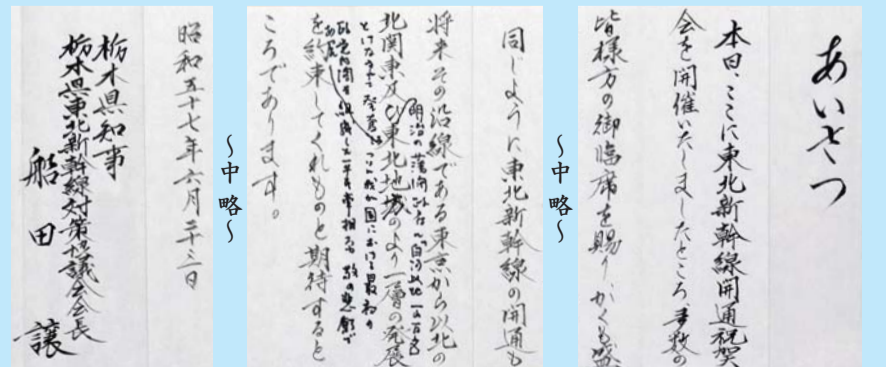 あいさつ
本日、ここに東北新幹線開通祝賀
会を開催いたしましたところ、多数の
皆様方の御臨席を賜り、かくも盛
〜中略〜
同じように東北新幹線の開通も
将来その沿線である東京から以北の
北関東及び東北地方のより一層の発展
を約束してくれるものと期待すると
ころであります。
〜中略〜
昭和五十七年六月二十三日
栃木県知事
栃木県東北新幹線対策協議会会長
船田 譲